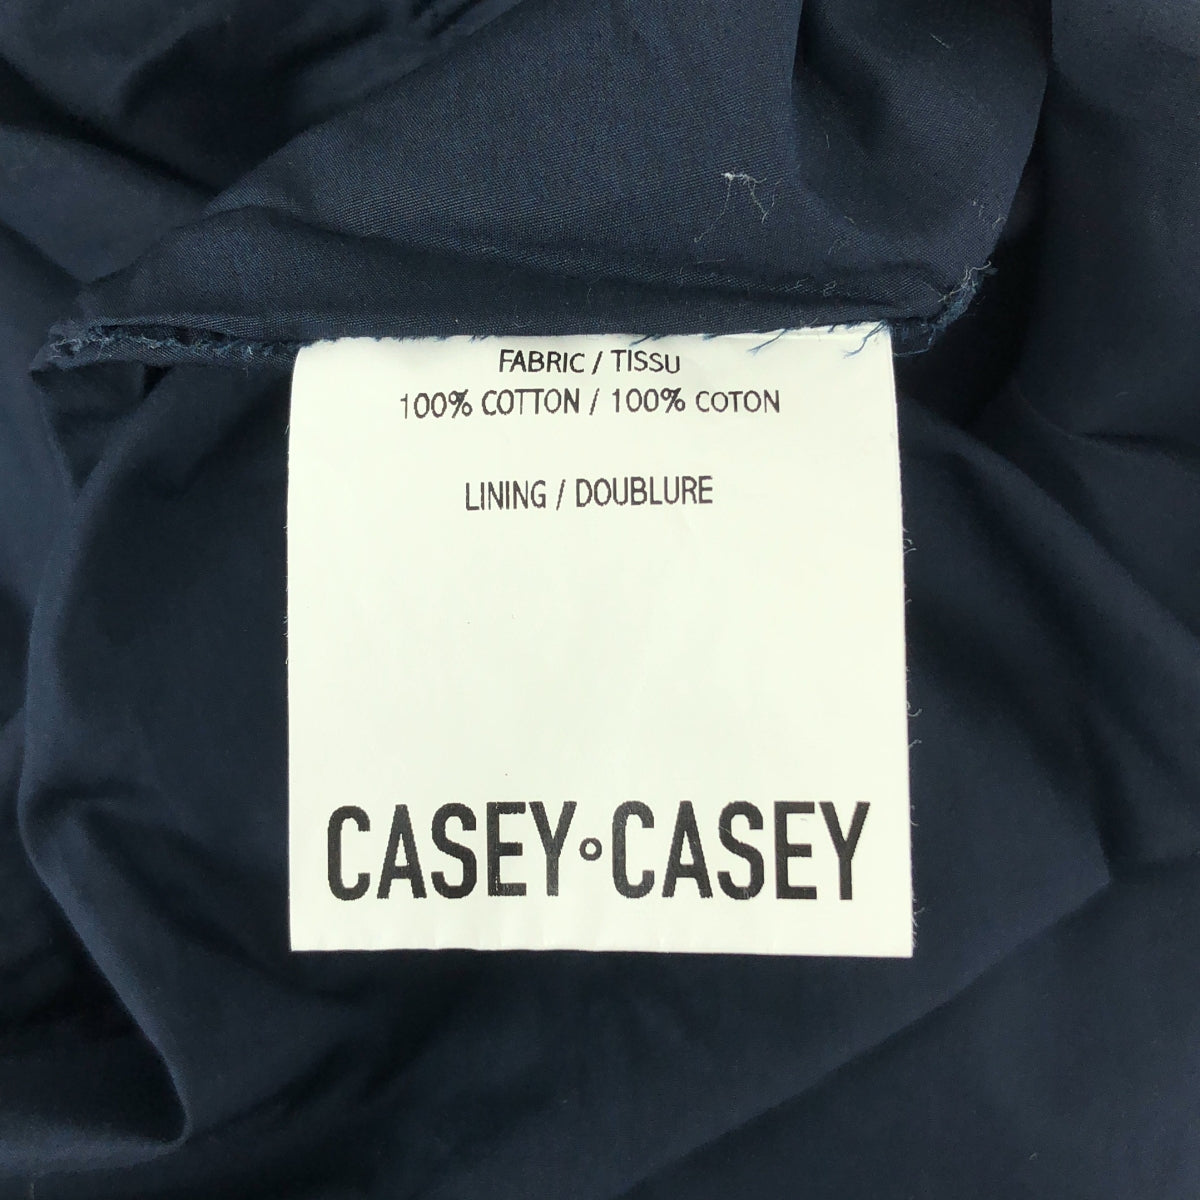 FABRIC / TISSU
100% COTTON / 100% COTON
LINING / DOUBLURE
CASEY°CASEY